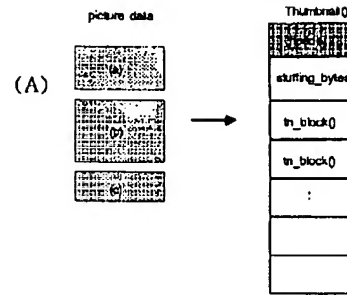 picture data
(A)
(a)
(b)
(c)
Thumbnail()
stuffing_bytes
tn_block()
tn_block()
: